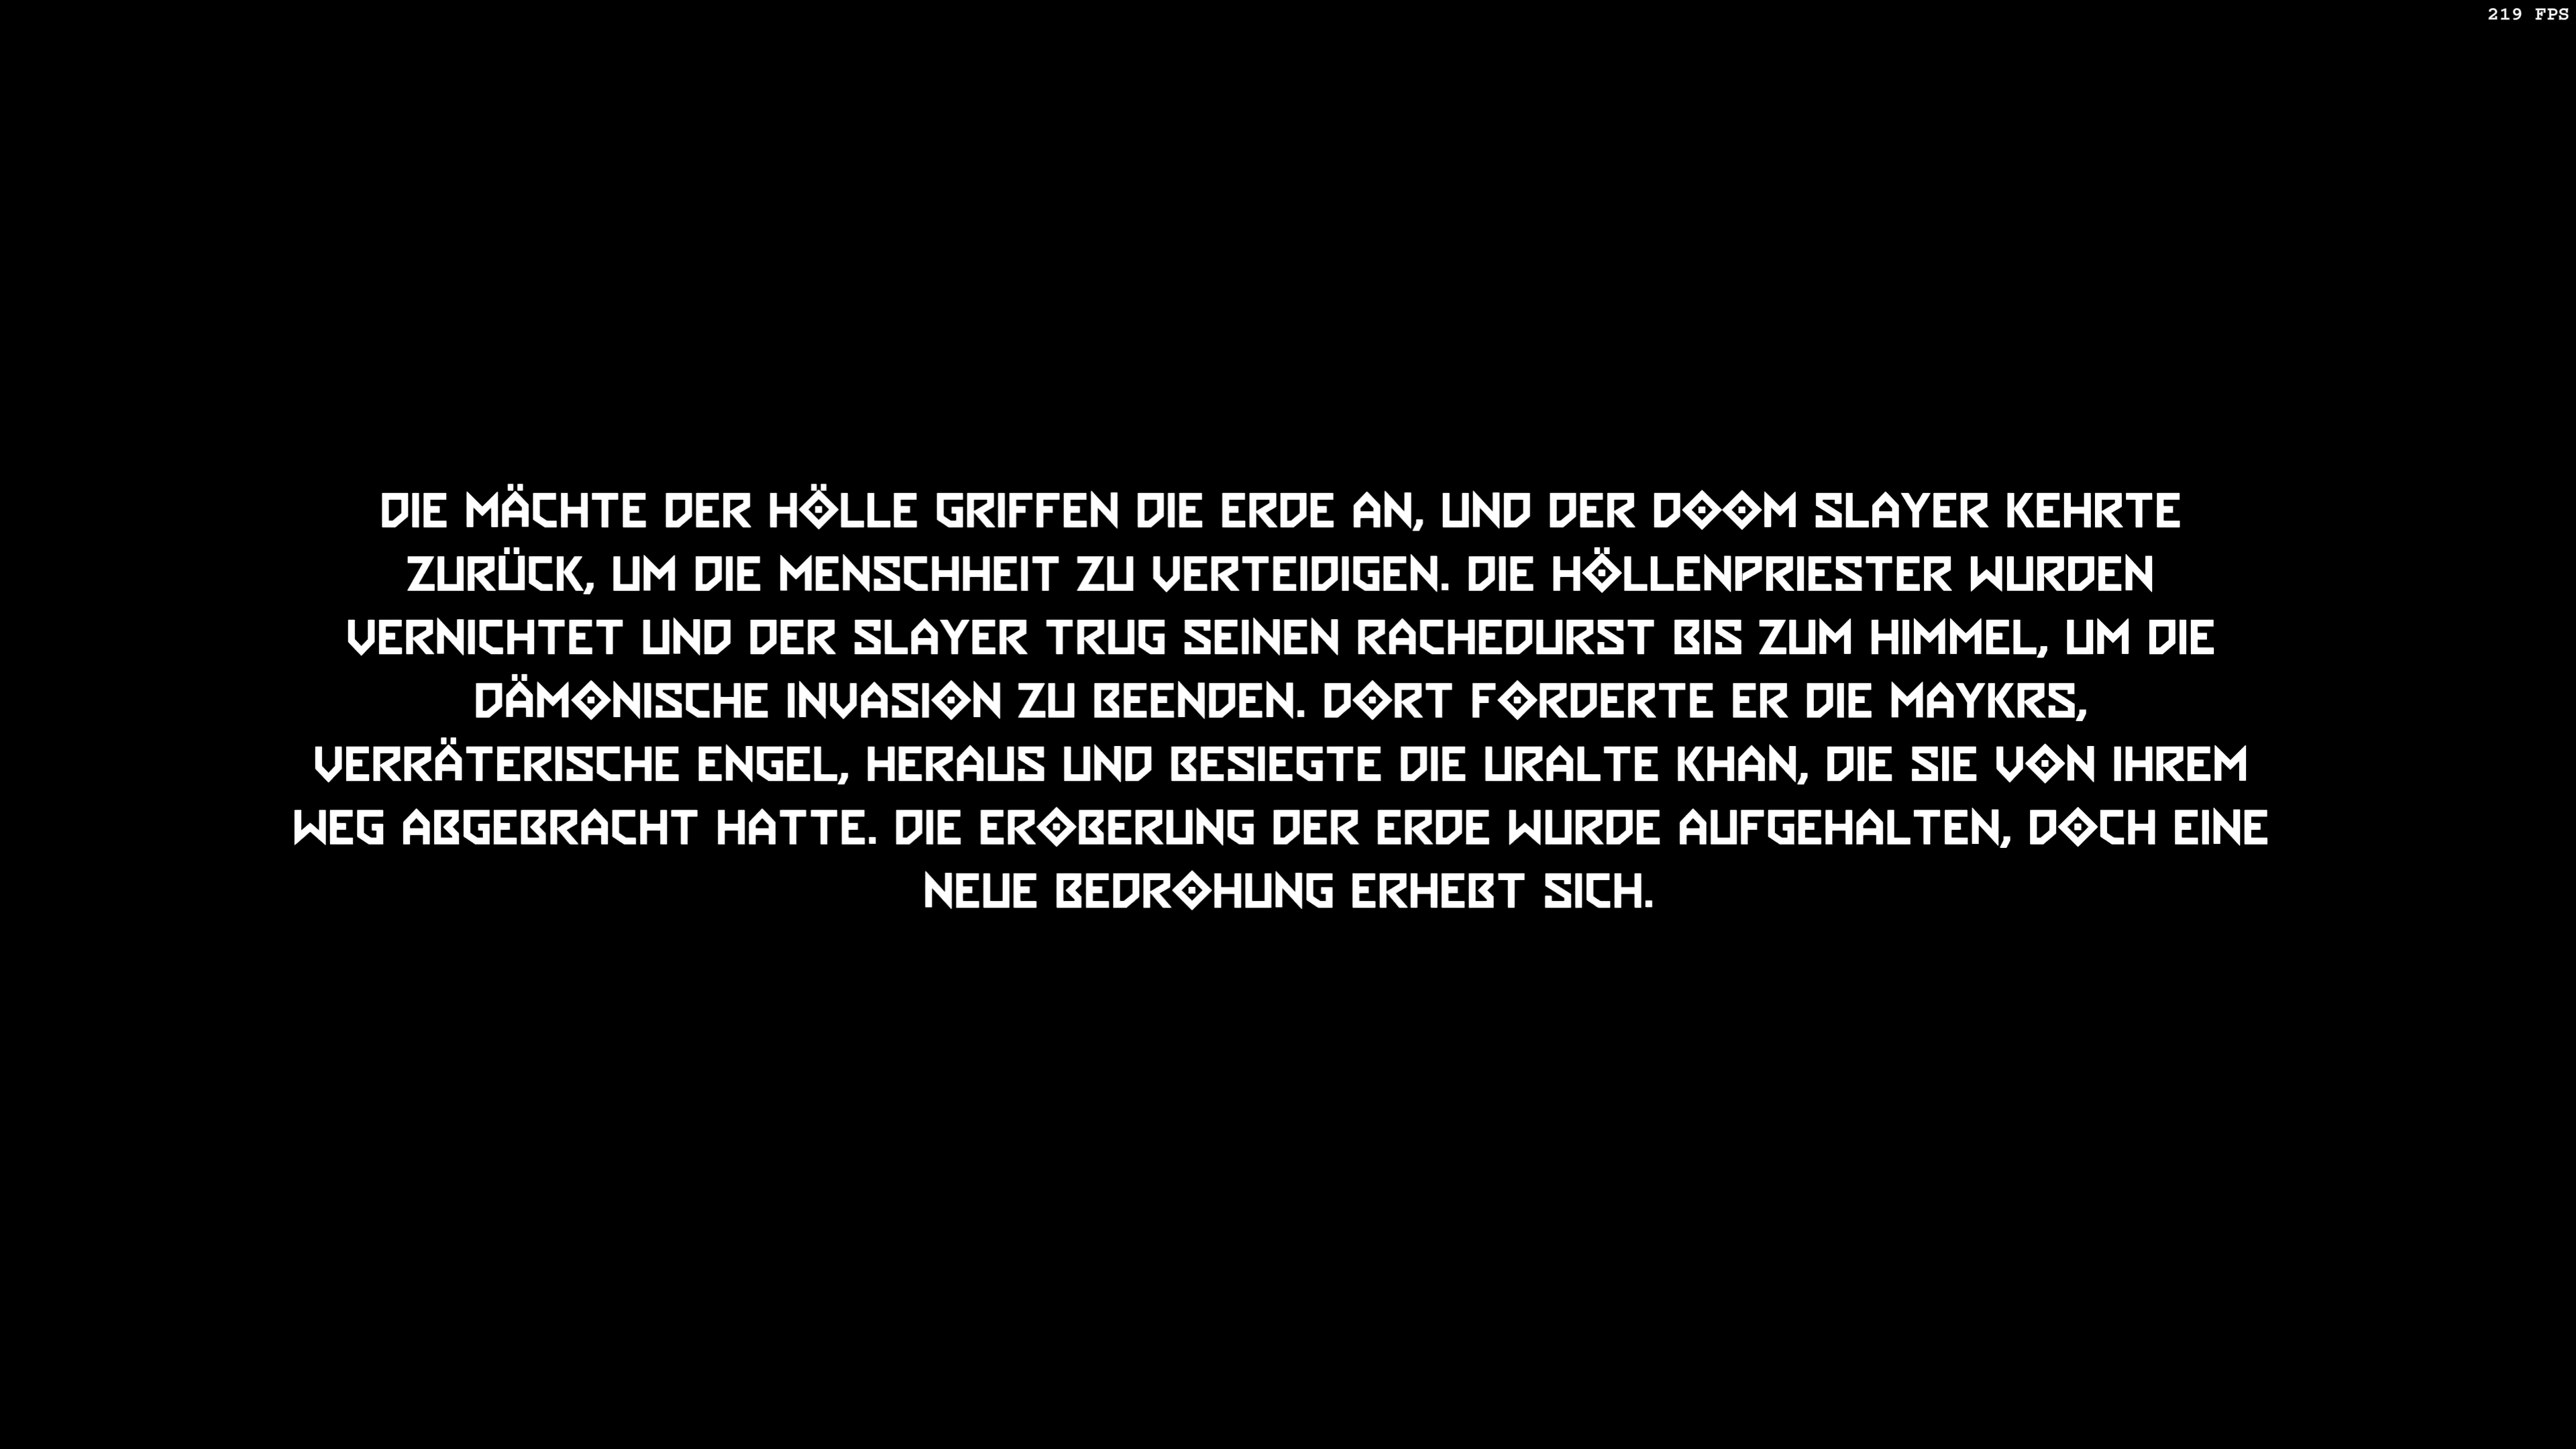 219 FPS
DIE MÄCHTE DER HÖLLE GRIFFEN DIE ERDE AN, UND DER DOOM SLAYER KEHRTE
ZURÜCK, UM DIE MENSCHHEIT ZU VERTEIDIGEN. DIE HÖLLENPRIESTER WURDEN
VERNICHTET UND DER SLAYER TRUG SEINEN RACHEDURST BIS ZUM HIMMEL, UM DIE
DÄMONISCHE INVASION ZU BEENDEN. DORT FORDERTE ER DIE MAYKRS,
VERRÄTERISCHE ENGEL, HERAUS UND BESIEGTE DIE URALTE KHAN, DIE SIE VON IHREM
WEG ABGEBRACHT HATTE. DIE EROBERUNG DER ERDE WURDE AUFGEHALTEN, DOCH EINE
NEUE BEDROHUNG ERHEBT SICH.